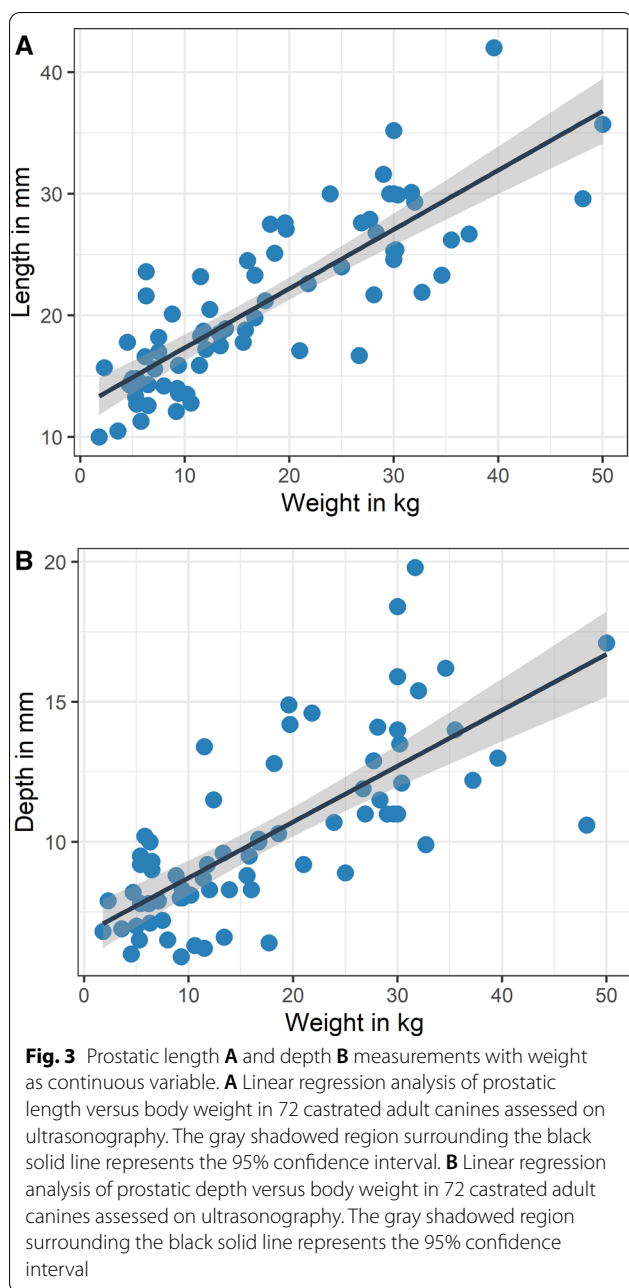 A
40
30
20
10
Length in mm
0 10 20 30 40 50
Weight in kg
B
20
15
10
Depth in mm
0 10 20 30 40 50
Weight in kg
Fig. 3 Prostatic length A and depth B measurements with weight
as continuous variable. A Linear regression analysis of prostatic
length versus body weight in 72 castrated adult canines assessed on
ultrasonography. The gray shadowed region surrounding the black
solid line represents the 95% confidence interval. B Linear regression
analysis of prostatic depth versus body weight in 72 castrated adult
canines assessed on ultrasonography. The gray shadowed region
surrounding the black solid line represents the 95% confidence
interval